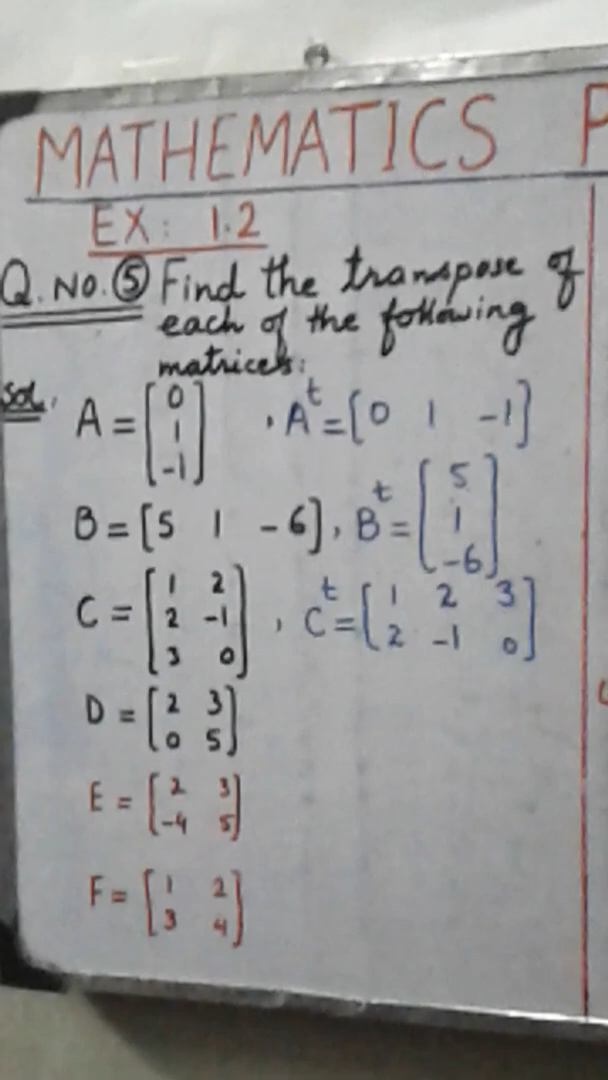 MATHEMATICS P
EX: 1.2
Q.NO.⑤ Find the transpose of
each of the following
matrices:
Sol. A = [0 1 -1], Aᵗ = [0 1 -1]
B = [5 1 -6], Bᵗ = [5 1 -6]
C = [1 2
2 -1
3 0], Cᵗ = [1 2 3
2 -1 0]
D = [2 3
0 5]
E = [2 3
-4 5]
F = [1 2
3 4]